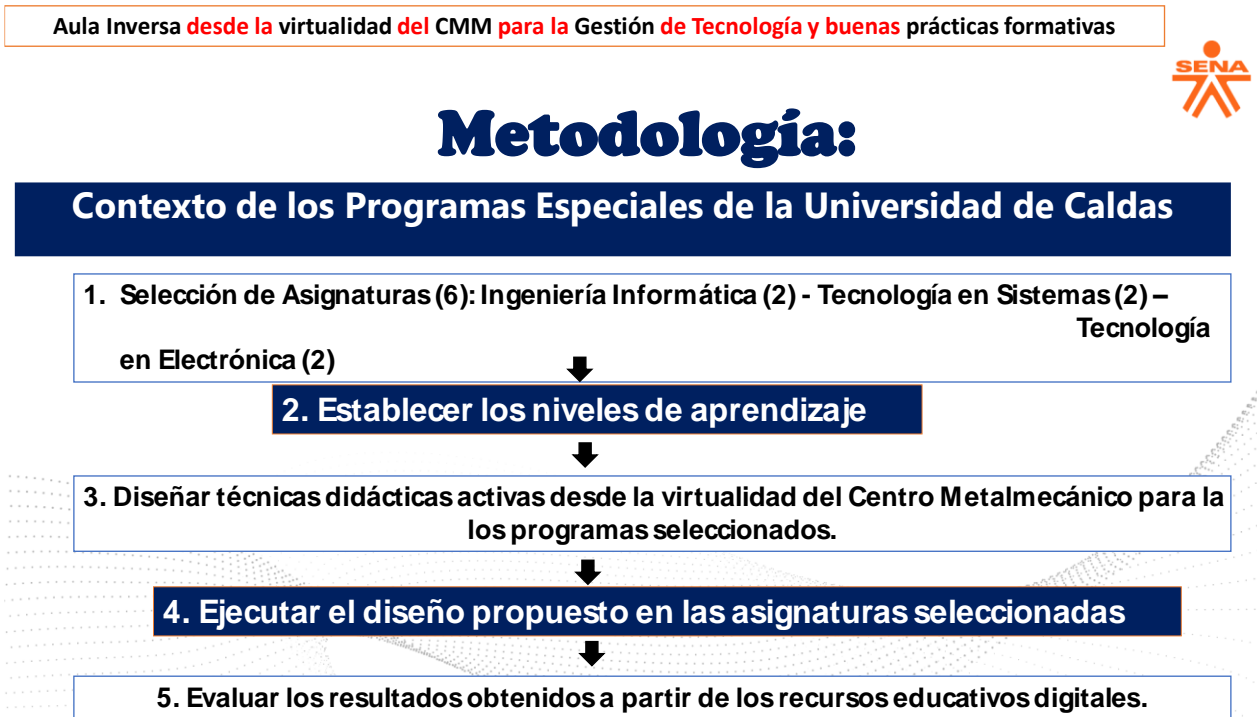 Aula Inversa desde la virtualidad del CMM para la Gestión de Tecnología y buenas prácticas formativas
SENA
Metodología:
Contexto de los Programas Especiales de la Universidad de Caldas
1. Selección de Asignaturas (6): Ingeniería Informática (2) - Tecnología en Sistemas (2) –
Tecnología
en Electrónica (2)
2. Establecer los niveles de aprendizaje
3. Diseñar técnicas didácticas activas desde la virtualidad del Centro Metalmecánico para la
los programas seleccionados.
4. Ejecutar el diseño propuesto en las asignaturas seleccionadas
5. Evaluar los resultados obtenidos a partir de los recursos educativos digitales.